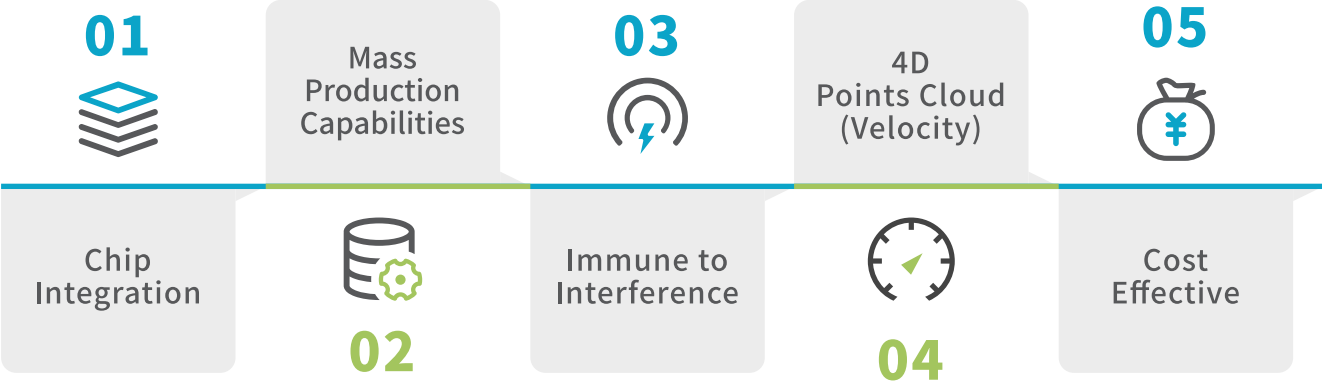 01
Chip
Integration
Mass
Production
Capabilities
02
03
Immune to
Interference
4D
Points Cloud
(Velocity)
04
05
¥
Cost
Effective